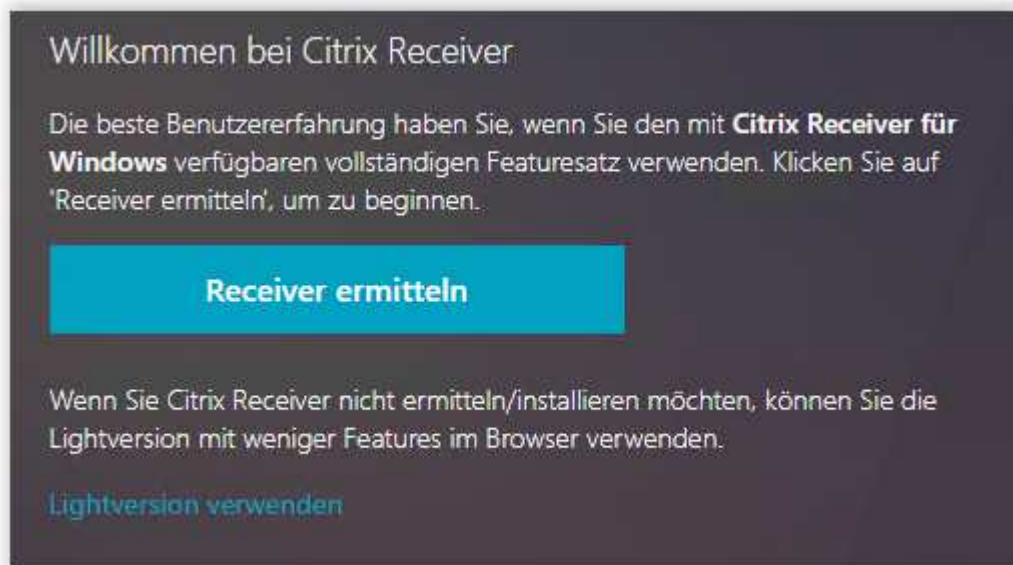 Willkommen bei Citrix Receiver
Die beste Benutzererfahrung haben Sie, wenn Sie den mit Citrix Receiver für
Windows verfügbaren vollständigen Featuresatz verwenden. Klicken Sie auf
'Receiver ermitteln', um zu beginnen.
Receiver ermitteln
Wenn Sie Citrix Receiver nicht ermitteln/installieren möchten, können Sie die
Lightversion mit weniger Features im Browser verwenden.
Lightversion verwenden